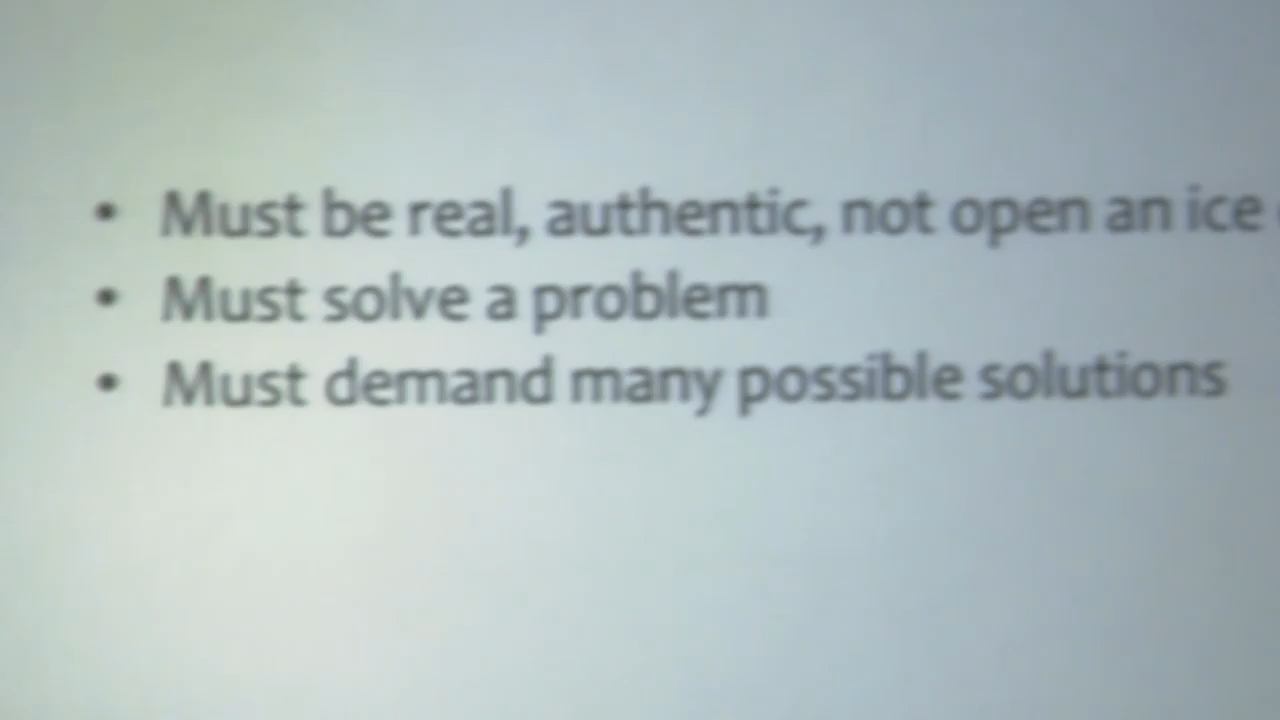 • Must be real, authentic, not open an ice
• Must solve a problem
• Must demand many possible solutions